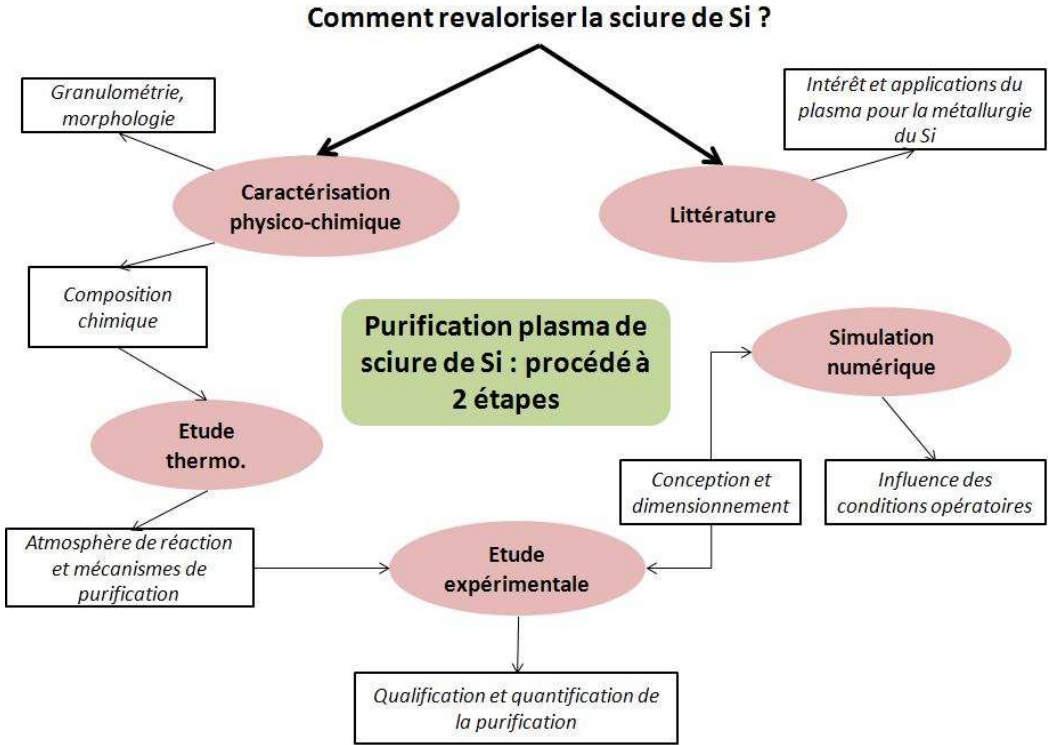 Comment revaloriser la sciure de Si ?
Granulométrie,
morphologie
Intérêt et applications du
plasma pour la métallurgie
du Si
Caractérisation
physico-chimique
Littérature
Composition
chimique
Purification plasma de
sciure de Si : procédé à
2 étapes
Simulation
numérique
Etude
thermo.
Conception et
dimensionnement
Influence des
conditions opératoires
Atmosphère de réaction
et mécanismes de
purification
Etude
expérimentale
Qualification et quantification de
la purification